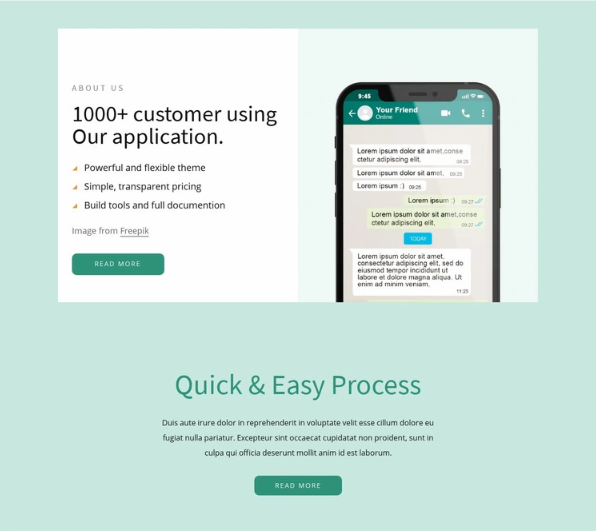 ABOUT US
1000+ customer using
Our application.
Powerful and flexible theme
Simple, transparent pricing
Build tools and full documention
Image from Freepik
READ MORE
9:45
Your Friend
Online
Lorem ipsum dolor sit amet,conse
ctetur adipiscing elit.
09:25
Lorem ipsum dolor sit amet.
09:25
Lorem ipsum :)
09:25
Lorem ipsum :)
09:27
Lorem ipsum dolor sit amet,conse
ctetur adipiscing elit.
09:27
TODAY
Lorem ipsum dolor sit amet,
consectetur adipiscing elit, sed do
eiusmod tempor incididunt ut
labore et dolore magna aliqua. Ut
enim ad minim veniam.
11:25
Quick & Easy Process
Duis aute irure dolor in reprehenderit in voluptate velit esse cillum dolore eu
fugiat nulla pariatur. Excepteur sint occaecat cupidatat non proident, sunt in
culpa qui officia deserunt mollit anim id est laborum.
READ MORE